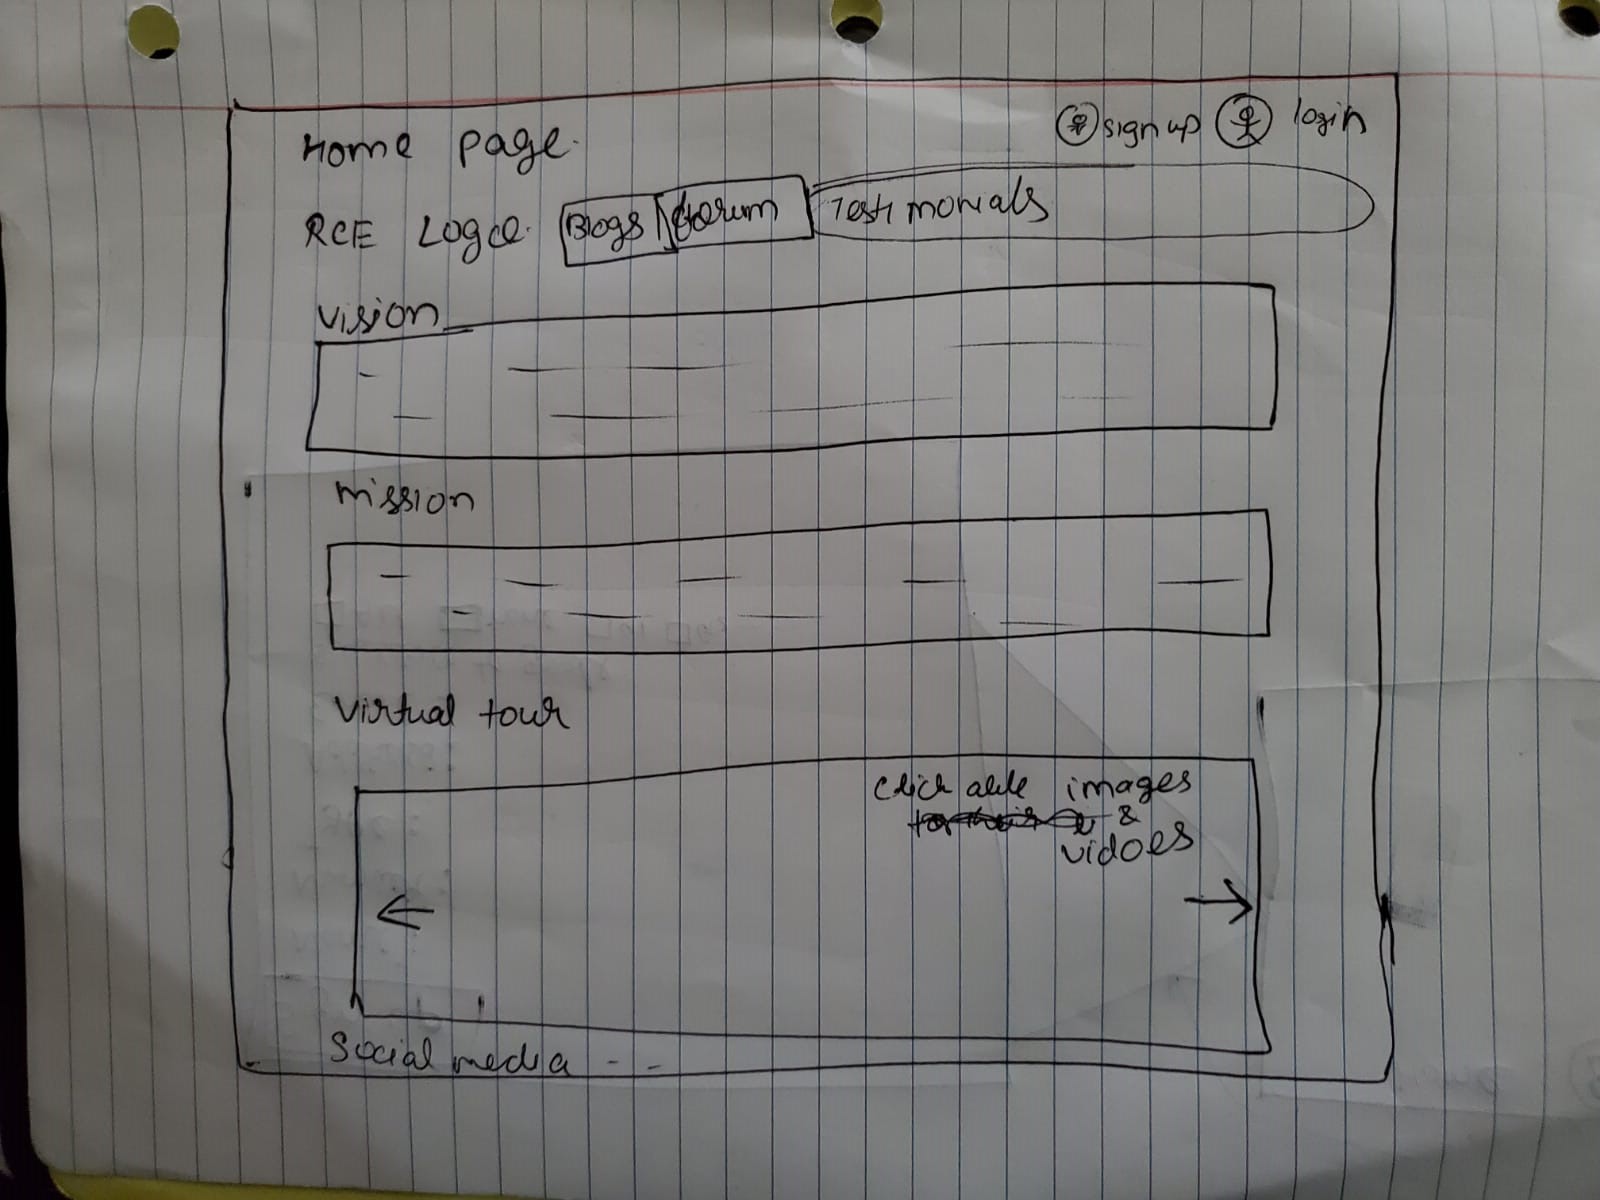 Home page.
sign up login
RCE Logo. Blogs forum Testimonials
Vision
mission
virtual tour
click able images
&
vidoes
Social media - -